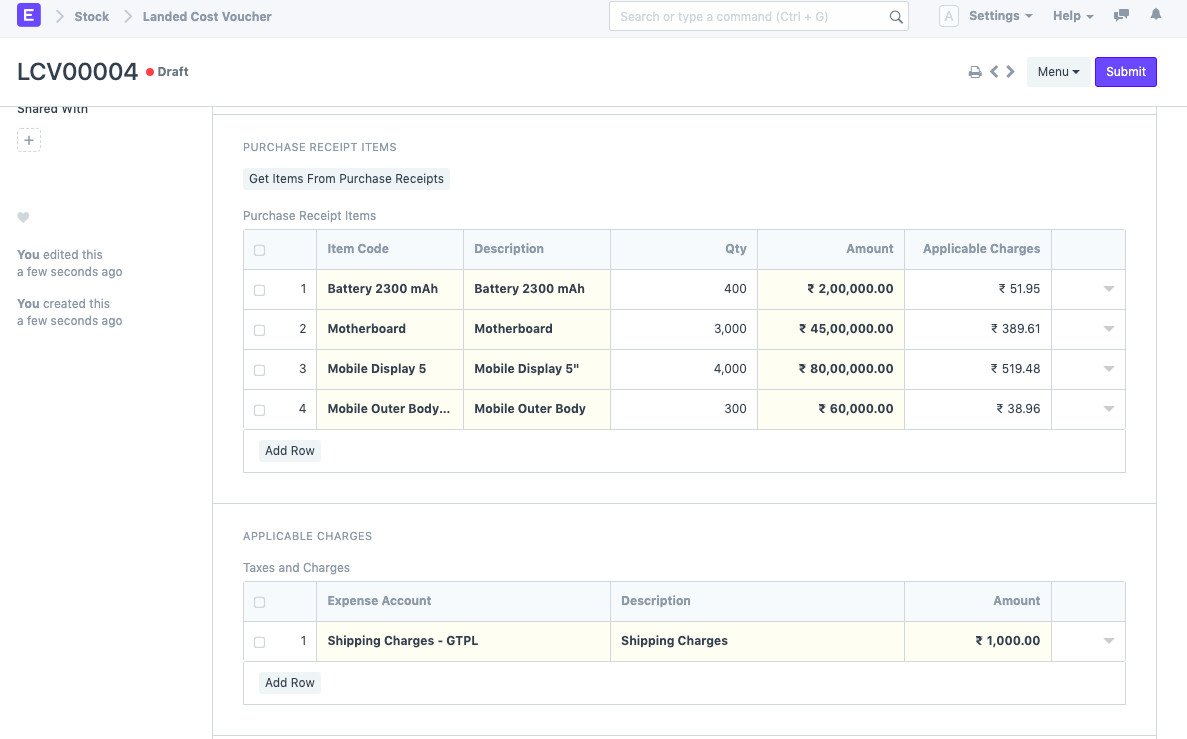 E Stock Landed Cost Voucher Search or type a command (Ctrl + G) A Settings Help
LCV00004 Draft Menu Submit
Shared With
+
You edited this
a few seconds ago
You created this
a few seconds ago
PURCHASE RECEIPT ITEMS
Get Items From Purchase Receipts
Purchase Receipt Items
Item Code Description Qty Amount Applicable Charges
1 Battery 2300 mAh Battery 2300 mAh 400 ₹ 2,00,000.00 ₹ 51.95
2 Motherboard Motherboard 3,000 ₹ 45,00,000.00 ₹ 389.61
3 Mobile Display 5 Mobile Display 5" 4,000 ₹ 80,00,000.00 ₹ 519.48
4 Mobile Outer Body... Mobile Outer Body 300 ₹ 60,000.00 ₹ 38.96
Add Row
APPLICABLE CHARGES
Taxes and Charges
Expense Account Description Amount
1 Shipping Charges - GTPL Shipping Charges ₹ 1,000.00
Add Row